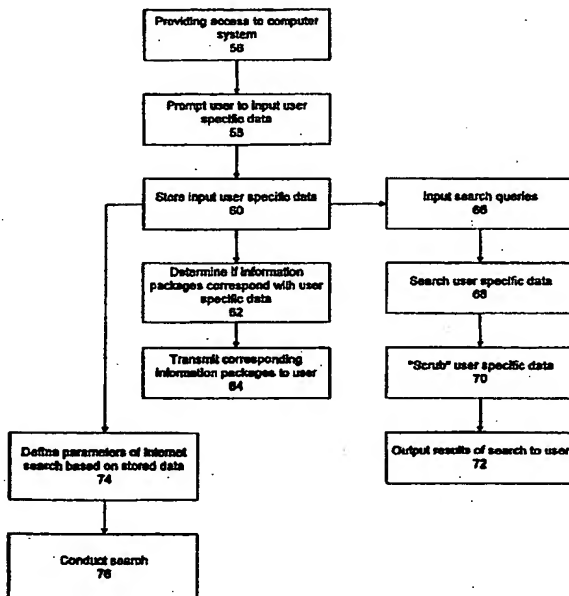 Providing access to computer
system
56
Prompt user to input user
specific data
58
Store input user specific data
60
Input search queries
66
Determine if information
packages correspond with user
specific data
62
Search user specific data
68
Transmit corresponding
information packages to user
64
"Scrub" user specific data
70
Define parameters of Internet
search based on stored data
74
Output results of search to user
72
Conduct search
76